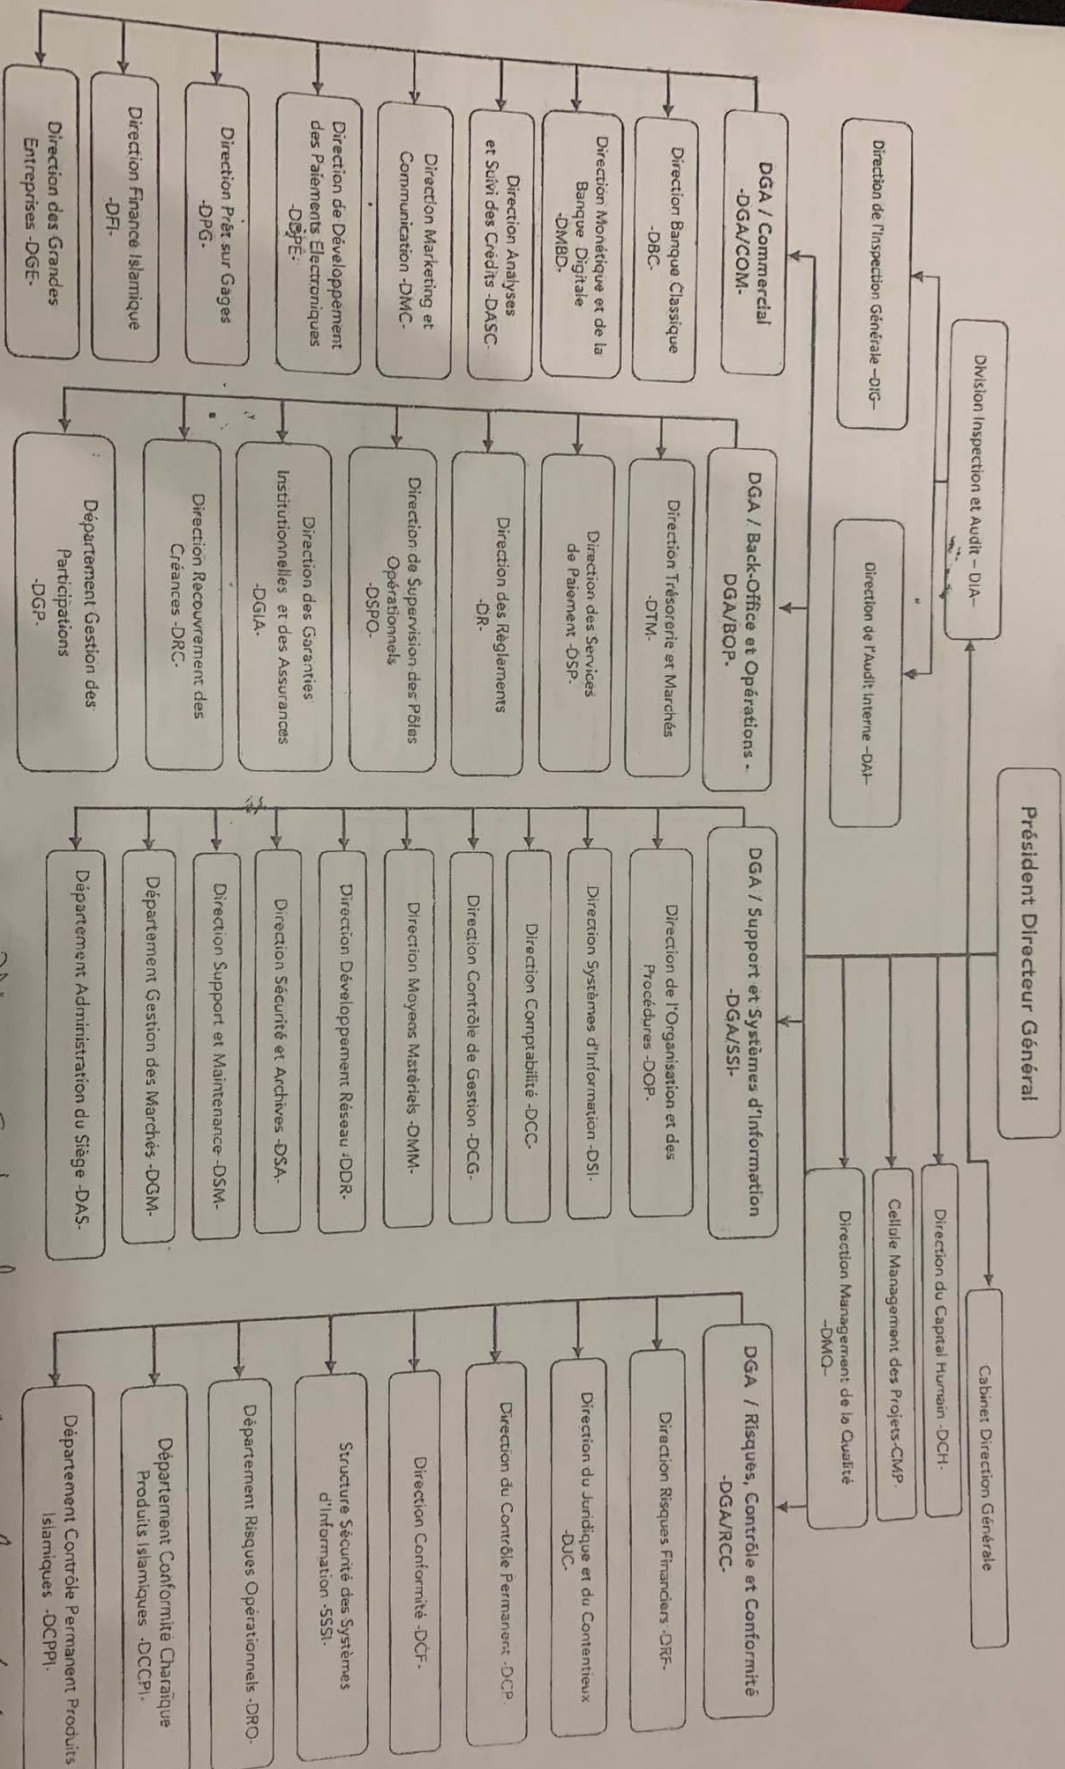 Président Directeur Général
Division Inspection et Audit – DIA–
Direction de l'Inspection Générale –DIG–
Direction de l'Audit Interne –DAI–
Cabinet Direction Générale
Direction du Capital Humain -DCH-
Cellule Management des Projets-CMP-
Direction Management de la Qualité
–DMQ–
DGA / Commercial
-DGA/COM-
Direction Banque Classique
-DBC-
Direction Monétique et de la
Banque Digitale
-DMBD-
Direction Analyses
et Suivi des Crédits -DASC-
Direction Marketing et
Communication -DMC-
Direction de Développement
des Paiements Electroniques
-DDPE-
Direction Prêt sur Gages
-DPG-
Direction Finance Islamique
-DFI-
Direction des Grandes
Entreprises -DGE-
DGA / Back-Office et Opérations -
DGA/BOP-
Direction Trésorerie et Marchés
-DTM-
Direction des Services
de Paiement -DSP-
Direction des Règlements
-DR-
Direction de Supervision des Pôles
Opérationnels
-DSPO-
Direction des Garanties
Institutionnelles et des Assurances
-DGIA-
Direction Recouvrement des
Créances -DRC-
Département Gestion des
Participations
-DGP-
DGA / Support et Systèmes d'Information
-DGA/SSI-
Direction de l'Organisation et des
Procédures -DOP-
Direction Systèmes d'Information -DSI-
Direction Comptabilité -DCC-
Direction Contrôle de Gestion -DCG-
Direction Moyens Matériels -DMM-
Direction Développement Réseau -DDR-
Direction Sécurité et Archives -DSA-
Direction Support et Maintenance -DSM-
Département Gestion des Marchés -DGM-
Département Administration du Siège -DAS-
DGA / Risques, Contrôle et Conformité
-DGA/RCC-
Direction Risques Financiers -DRF-
Direction du Juridique et du Contentieux
-DJC-
Direction du Contrôle Permanent -DCP-
Direction Conformité -DCF-
Structure Sécurité des Systèmes
d'Information -SSSI-
Département Risques Opérationnels -DRO-
Département Conformité Charaïque
Produits Islamiques -DCCPI-
Département Contrôle Permanent Produits
Islamiques -DCPPI-